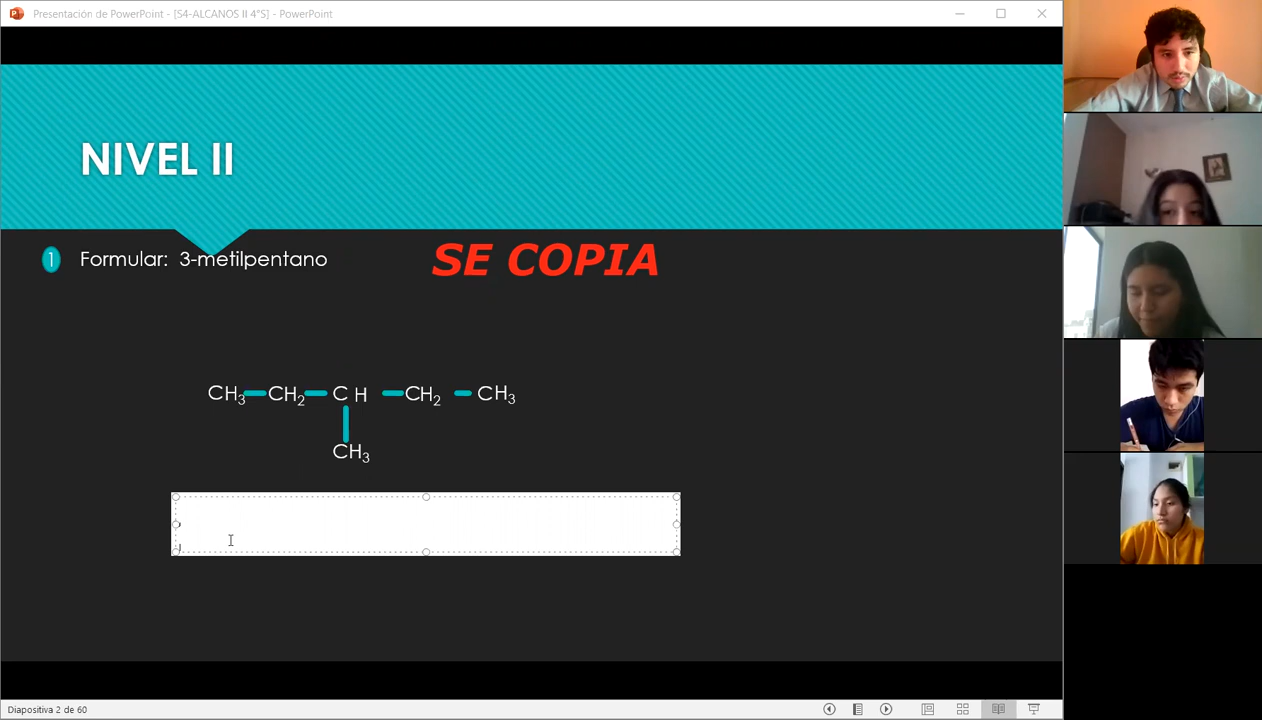 Presentación de PowerPoint - [S4-ALCANOS II 4°S] - PowerPoint
NIVEL II
1 Formular: 3-metilpentano
SE COPIA
CH₃ CH₂ C H CH₂ CH₃
CH₃
Diapositiva 2 de 60